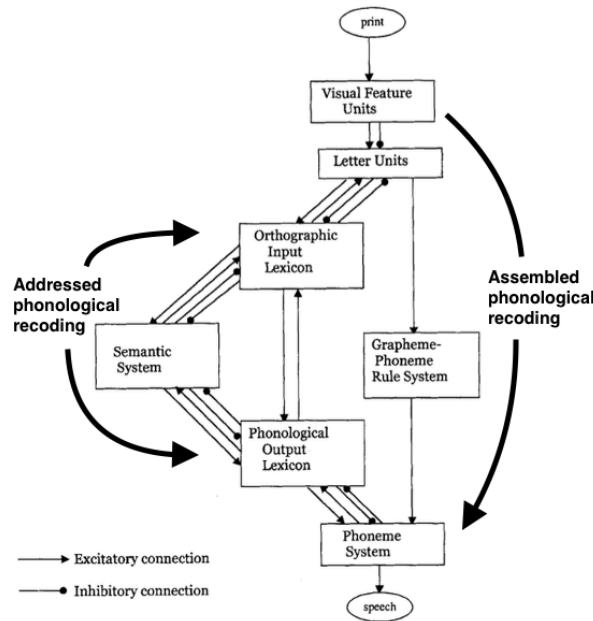 print
Visual Feature
Units
Letter Units
Orthographic
Input
Lexicon
Addressed
phonological
recoding
Assembled
phonological
recoding
Semantic
System
Grapheme-
Phoneme
Rule System
Phonological
Output
Lexicon
Phoneme
System
Excitatory connection
Inhibitory connection
speech